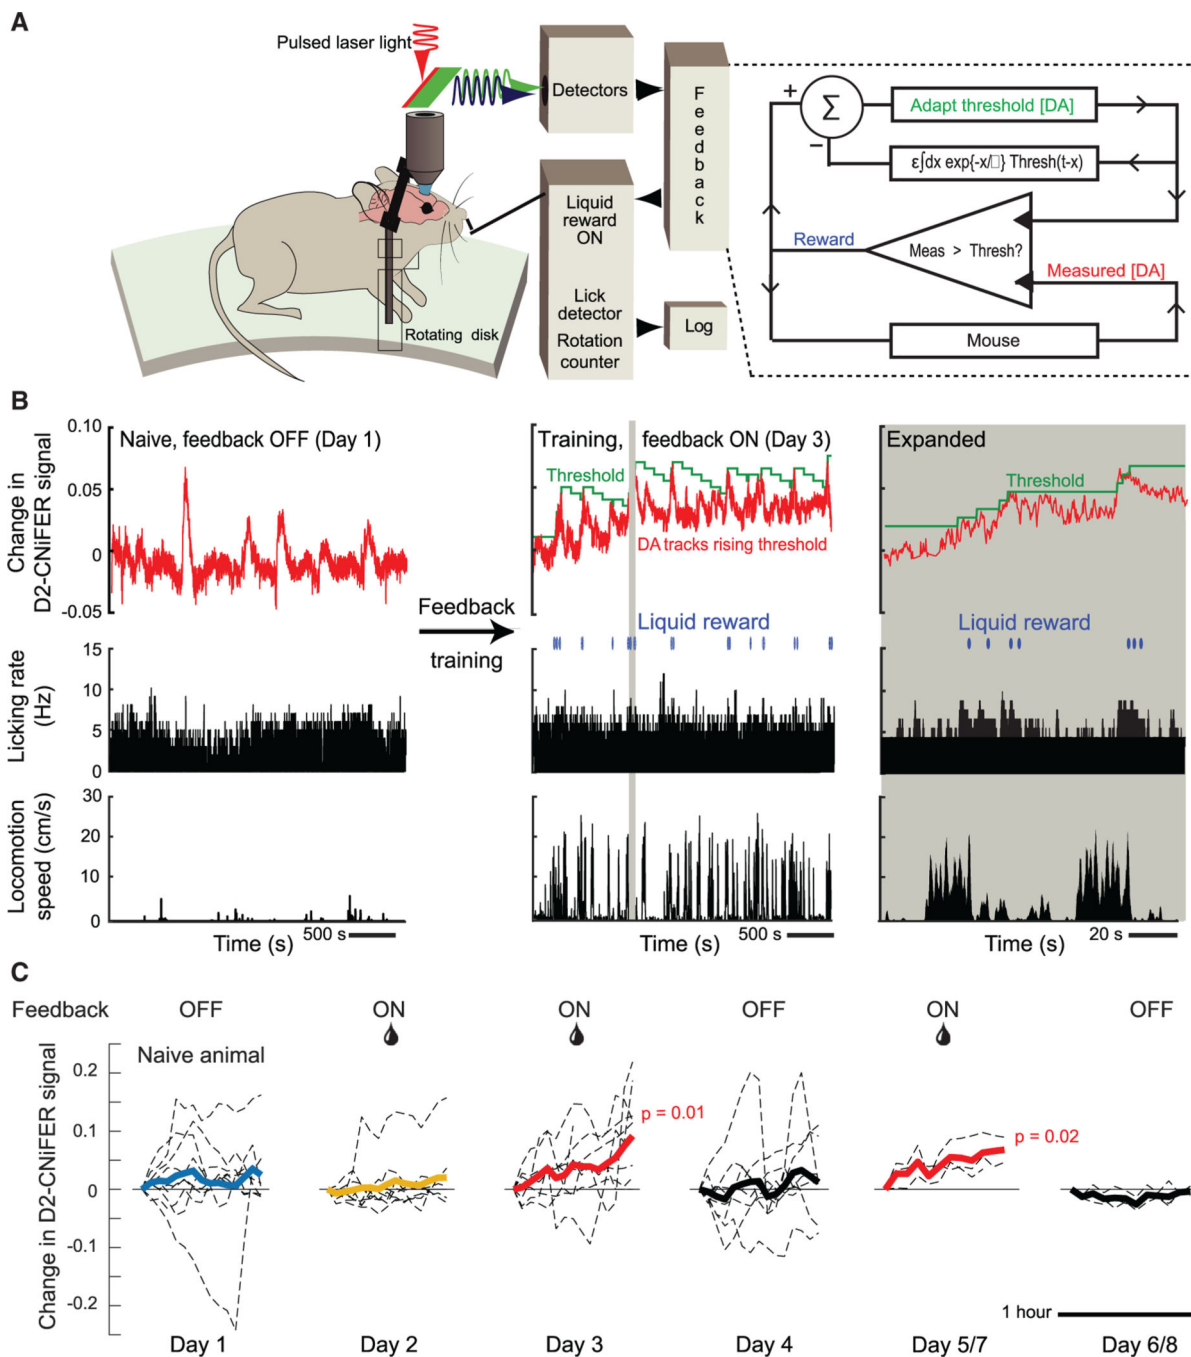 A
Pulsed laser light
Detectors
Feedback
Liquid
reward
ON
Lick
detector
Rotation
counter
Log
Rotating disk
+
Σ
−
Adapt threshold [DA]
ε∫dx exp{-x/□} Thresh(t-x)
Reward
Meas > Thresh?
Measured [DA]
Mouse
B
Change in
D2-CNiFER signal
0.10
0.05
0
-0.05
Naive, feedback OFF (Day 1)
Feedback
training
Training, feedback ON (Day 3)
Threshold
DA tracks rising threshold
Expanded
Threshold
Liquid reward
Liquid reward
Licking rate
(Hz)
15
10
5
0
Locomotion
speed (cm/s)
30
20
10
0
Time (s)
500 s
Time (s)
500 s
Time (s)
20 s
C
Feedback
OFF
ON
ON
OFF
ON
OFF
Change in D2-CNiFER signal
0.2
0.1
0
-0.1
-0.2
Naive animal
p = 0.01
p = 0.02
1 hour
Day 1
Day 2
Day 3
Day 4
Day 5/7
Day 6/8